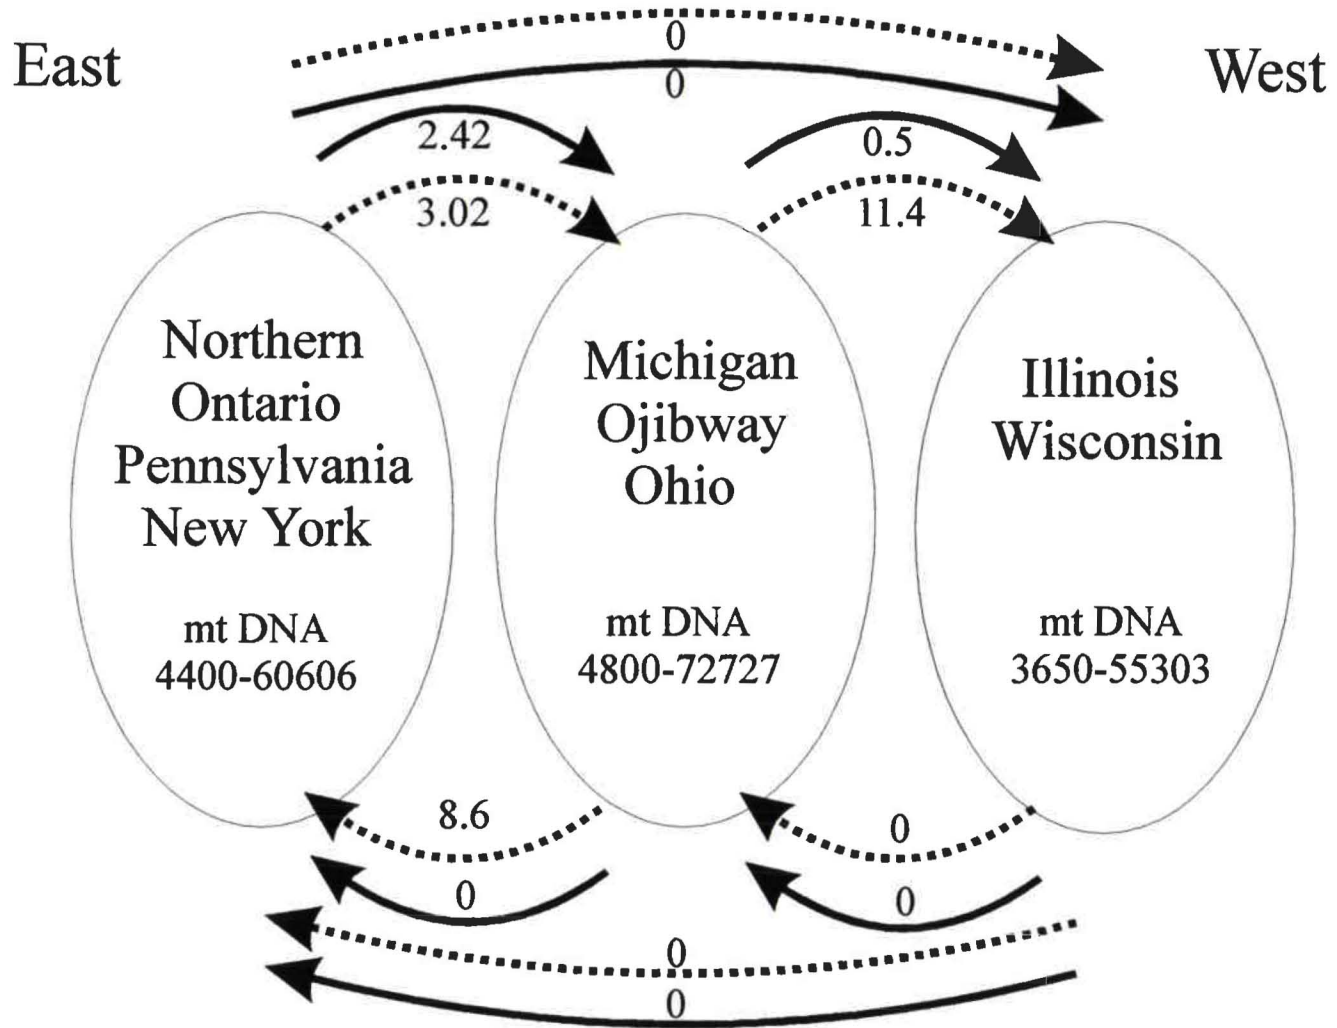 0
East
West
0
2.42
0.5
3.02
11.4
Northern
Ontario
Pennsylvania
New York
Michigan
Ojibway
Ohio
Illinois
Wisconsin
mt DNA
4400-60606
mt DNA
4800-72727
mt DNA
3650-55303
8.6
0
0
0
0
0